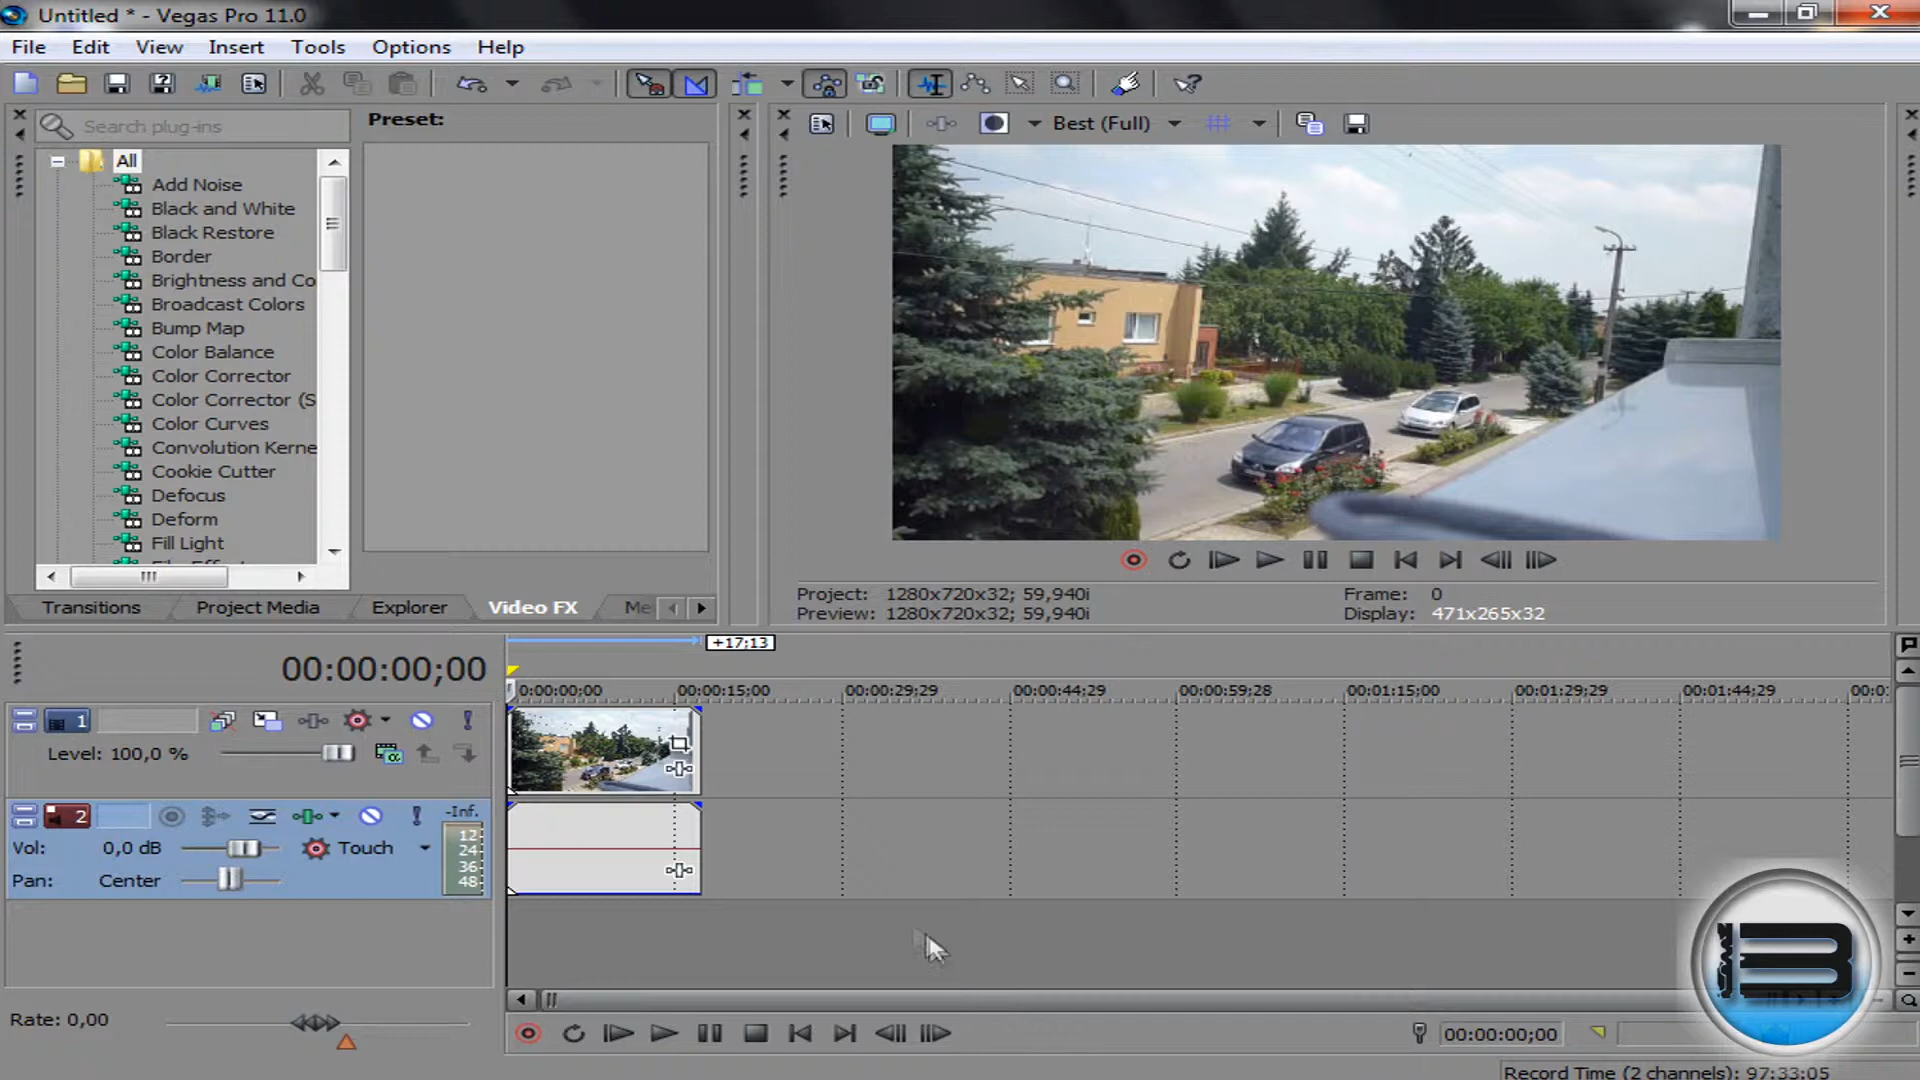 Untitled * - Vegas Pro 11.0
File Edit View Insert Tools Options Help
Search plug-ins
Preset:
Best (Full)
All
Add Noise
Black and White
Black Restore
Border
Brightness and Co
Broadcast Colors
Bump Map
Color Balance
Color Corrector
Color Corrector (S
Color Curves
Convolution Kerne
Cookie Cutter
Defocus
Deform
Fill Light
Transitions Project Media Explorer Video FX Me
Project: 1280x720x32; 59,940i Frame: 0
Preview: 1280x720x32; 59,940i Display: 471x265x32
+17;13
00:00:00;00
0:00:00;00 00:00:15;00 00:00:29;29 00:00:44;29 00:00:59;28 00:01:15;00 00:01:29;29 00:01:44;29 00:0
1
Level: 100,0 %
2 -Inf.
12
24
36
48
Vol: 0,0 dB Touch
Pan: Center
Rate: 0,00
00:00:00;00
Record Time (2 channels): 97:33:05